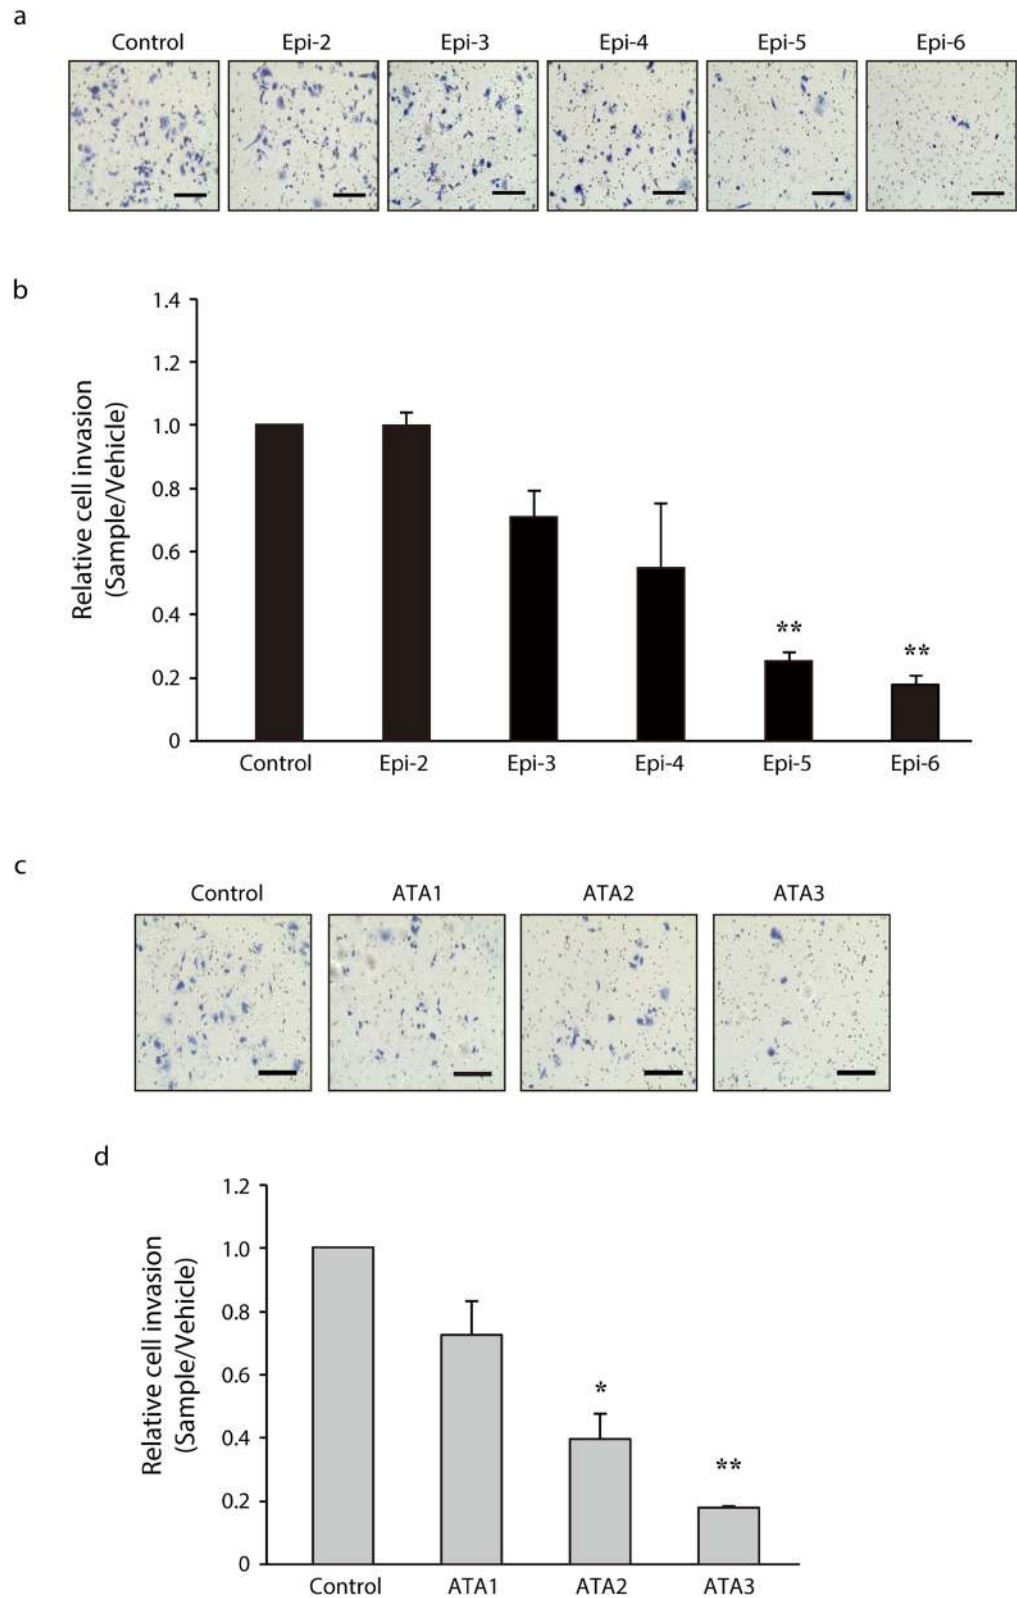 a
Control Epi-2 Epi-3 Epi-4 Epi-5 Epi-6
b
Relative cell invasion
(Sample/Vehicle)
1.4
1.2
1.0
0.8
0.6
0.4
0.2
0
**
**
Control Epi-2 Epi-3 Epi-4 Epi-5 Epi-6
c
Control ATA1 ATA2 ATA3
d
Relative cell invasion
(Sample/Vehicle)
1.2
1.0
0.8
0.6
0.4
0.2
0
*
**
Control ATA1 ATA2 ATA3